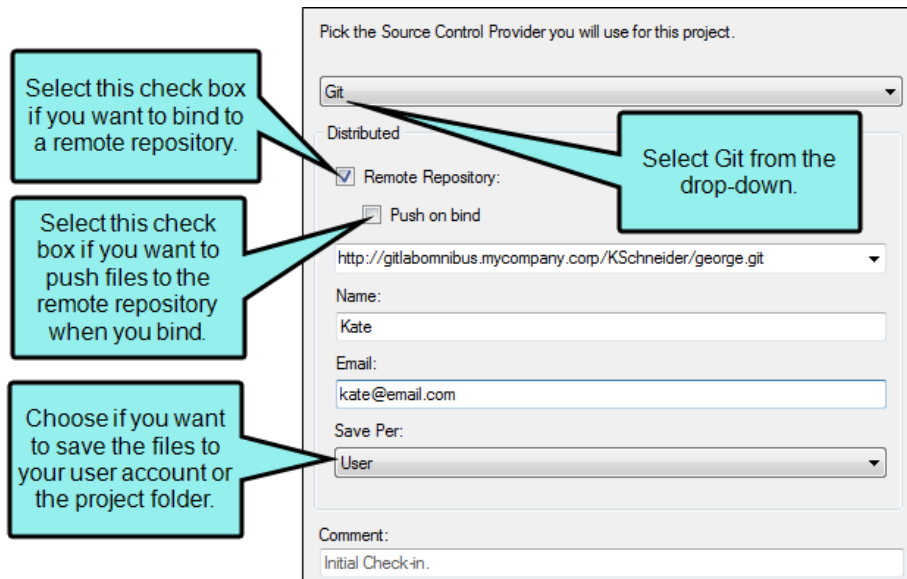 Pick the Source Control Provider you will use for this project.
Select this check box
if you want to bind to
a remote repository.
Git
Distributed
Select Git from the
drop-down.
Remote Repository:
Push on bind
Select this check
box if you want to
push files to the
remote repository
when you bind.
http://gitlabomnibus.mycompany.corp/KSchneider/george.git
Name:
Kate
Email:
kate@email.com
Choose if you want
to save the files to
your user account or
the project folder.
Save Per:
User
Comment:
Initial Check-in.